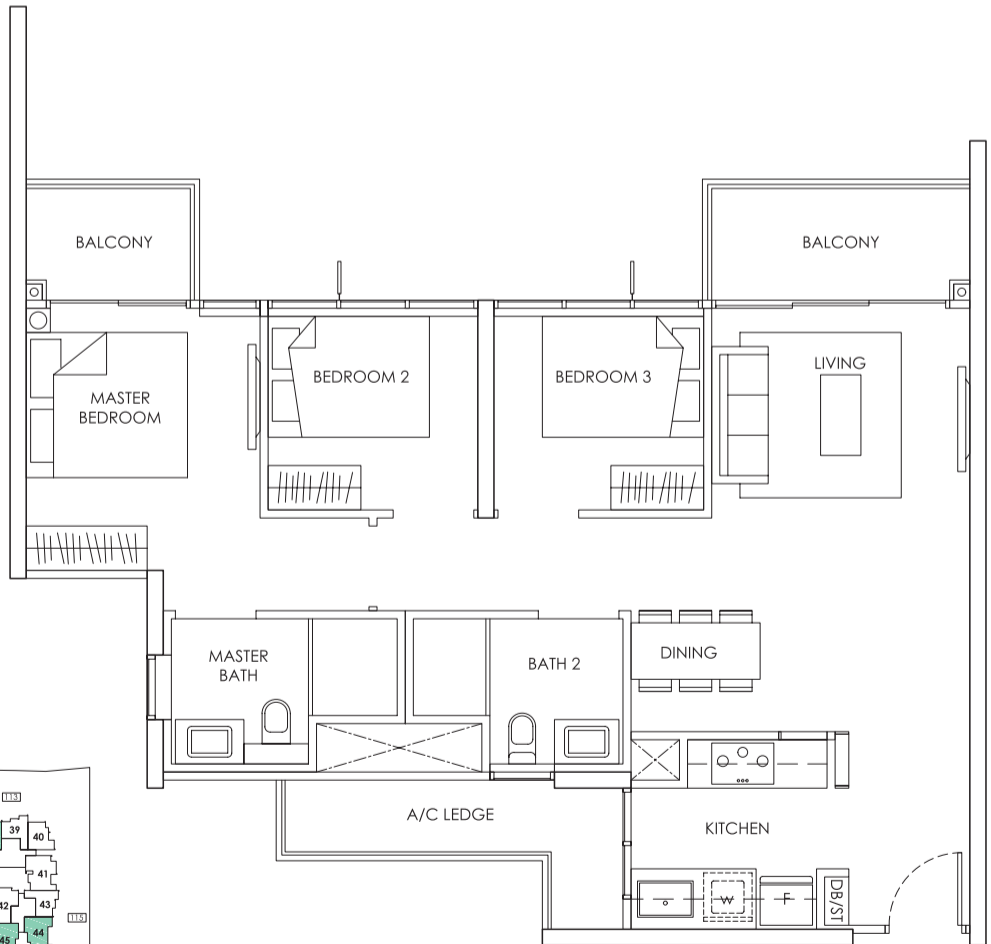 BALCONY
BALCONY
MASTER
BEDROOM
BEDROOM 2
BEDROOM 3
LIVING
MASTER
BATH
BATH 2
DINING
A/C LEDGE
KITCHEN
W
F
DB/ST
113
39
40
41
42
43
115
44
45